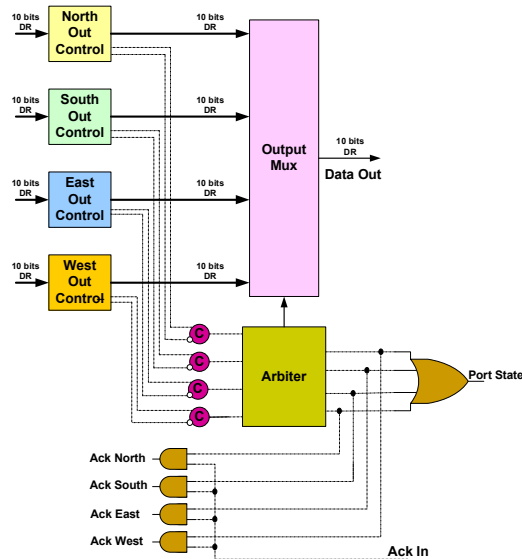 10 bits
DR
North
Out
Control
10 bits
DR
10 bits
DR
South
Out
Control
10 bits
DR
Output
Mux
10 bits
DR
Data Out
10 bits
DR
East
Out
Control
10 bits
DR
10 bits
DR
West
Out
Control
10 bits
DR
C
C
C
C
Arbiter
Port State
Ack North
Ack South
Ack East
Ack West
Ack In